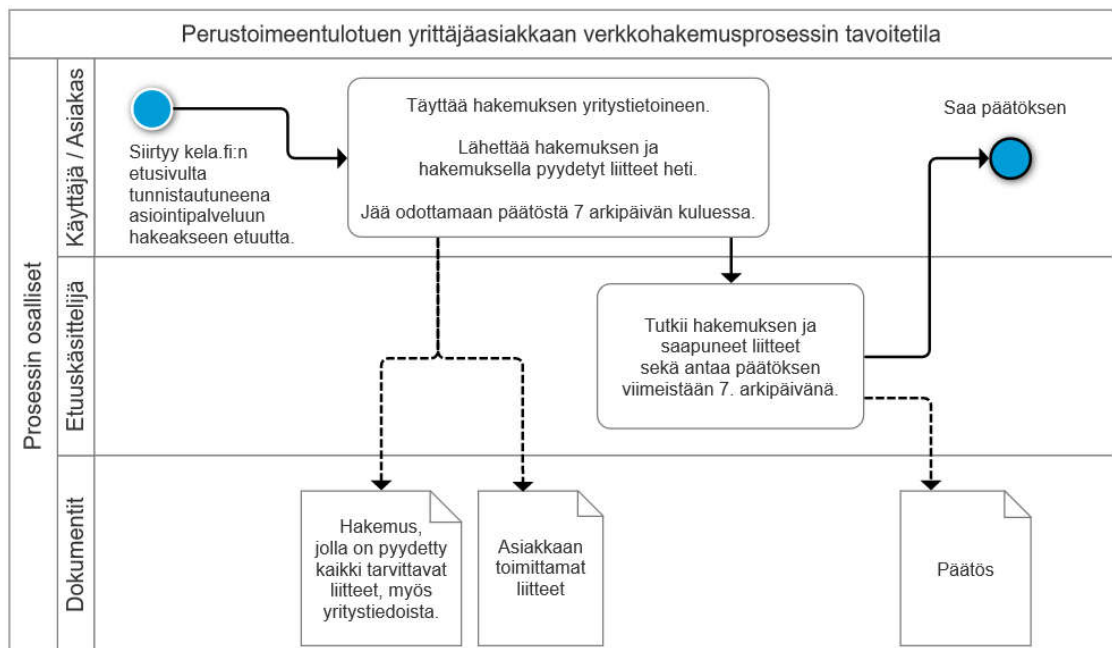 Perustoimeentulotuen yrittäjäasiakkaan verkkohakemusprosessin tavoitetila
Prosessin osalliset
Käyttäjä / Asiakas
Siirtyy kela.fi:n
etusivulta
tunnistautuneena
asiointipalveluun
hakeakseen etuutta.
Täyttää hakemuksen yritystietoineen.
Lähettää hakemuksen ja
hakemuksella pyydetyt liitteet heti.
Jää odottamaan päätöstä 7 arkipäivän kuluessa.
Saa päätöksen
Etuuskäsittelijä
Tutkii hakemuksen ja
saapuneet liitteet
sekä antaa päätöksen
viimeistään 7. arkipäivänä.
Dokumentit
Hakemus,
jolla on pyydetty
kaikki tarvittavat
liitteet, myös
yritystiedoista.
Asiakkaan
toimittamat
liitteet
Päätös